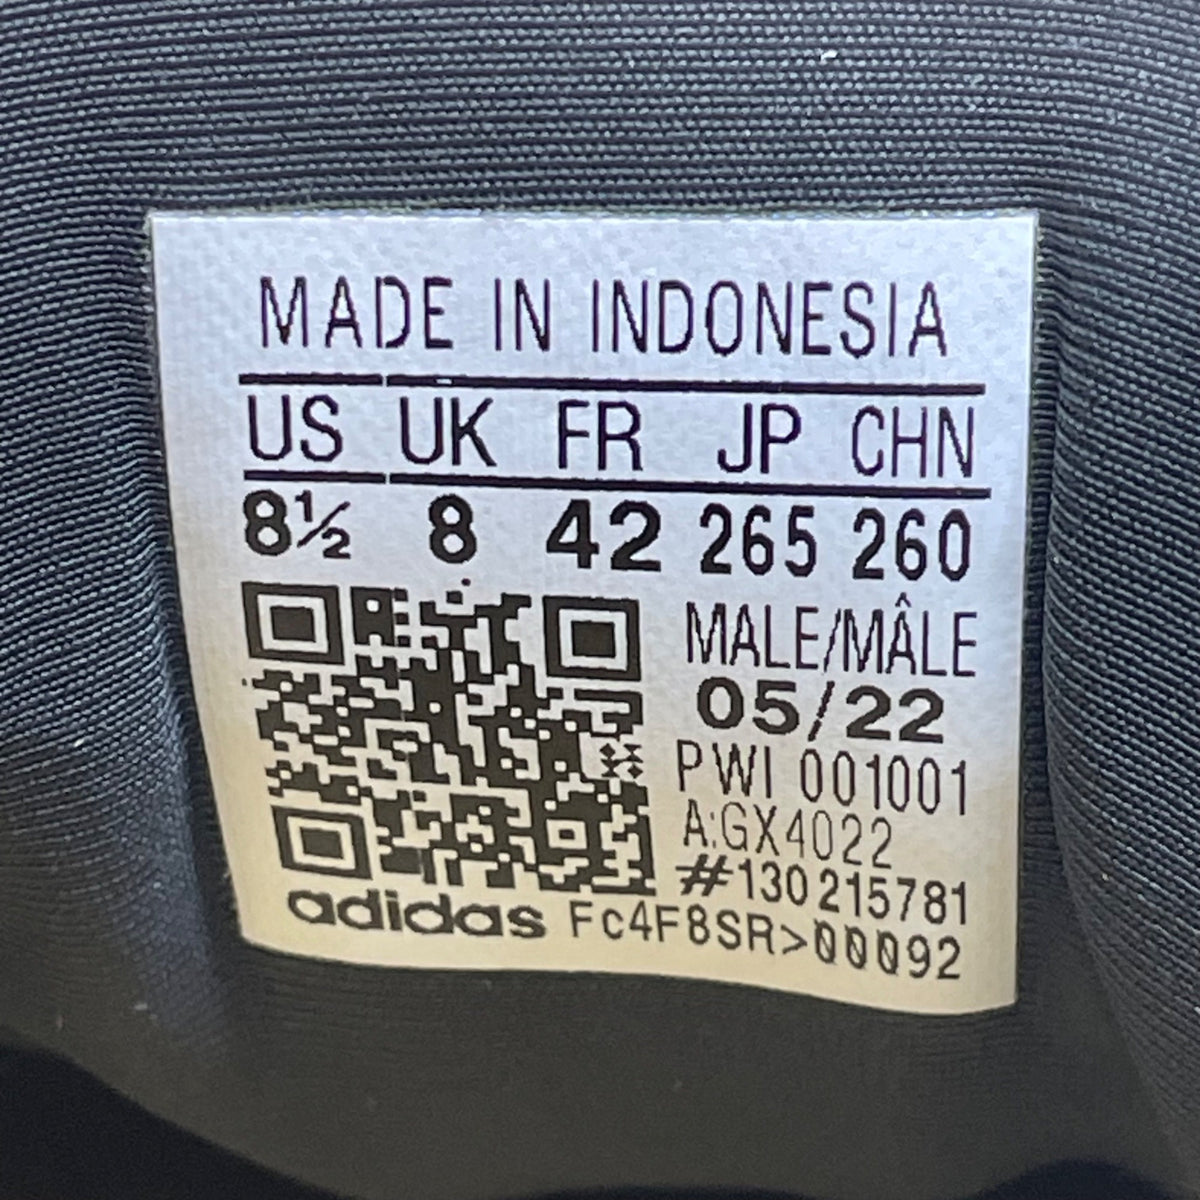 MADE IN INDONESIA
US UK FR JP CHN
8½ 8 42 265 260
MALE/MÂLE
05/22
PWI 001001
A:GX4022
#130215781
adidas Fc4F8SR>00092